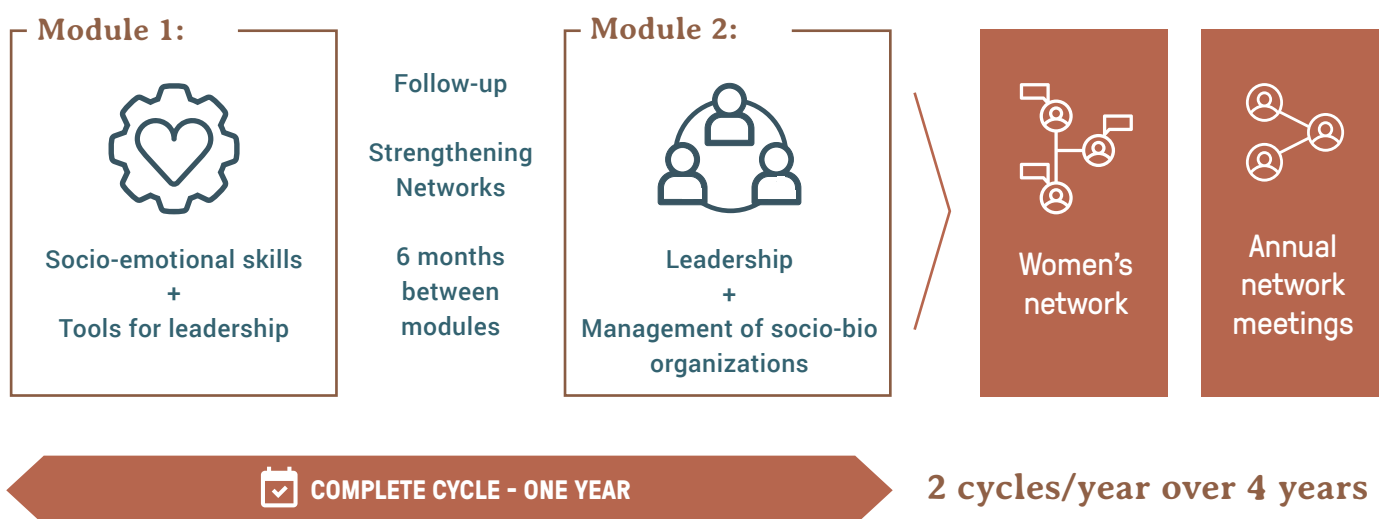 Module 1:
Socio-emotional skills
+
Tools for leadership
Follow-up
Strengthening
Networks
6 months
between
modules
Module 2:
Leadership
+
Management of socio-bio
organizations
Women’s
network
Annual
network
meetings
COMPLETE CYCLE - ONE YEAR
2 cycles/year over 4 years